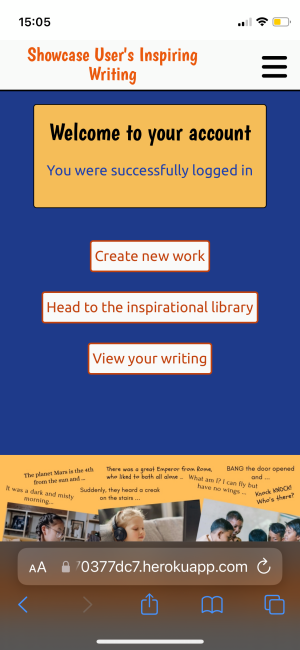 15:05
Showcase User's Inspiring
Writing
Welcome to your account
You were successfully logged in
Create new work
Head to the inspirational library
View your writing
The planet Mars is the 4th
from the sun and ...
There was a great Emperor from Rome,
who liked to bath all alone ..
BANG the door opened
and ...
It was a dark and misty
morning...
Suddenly, they heard a creak
on the stairs ...
What am I? I can fly but
have no wings ...
Knock KNOCK!
Who's there?
AA
70377dc7.herokuapp.com